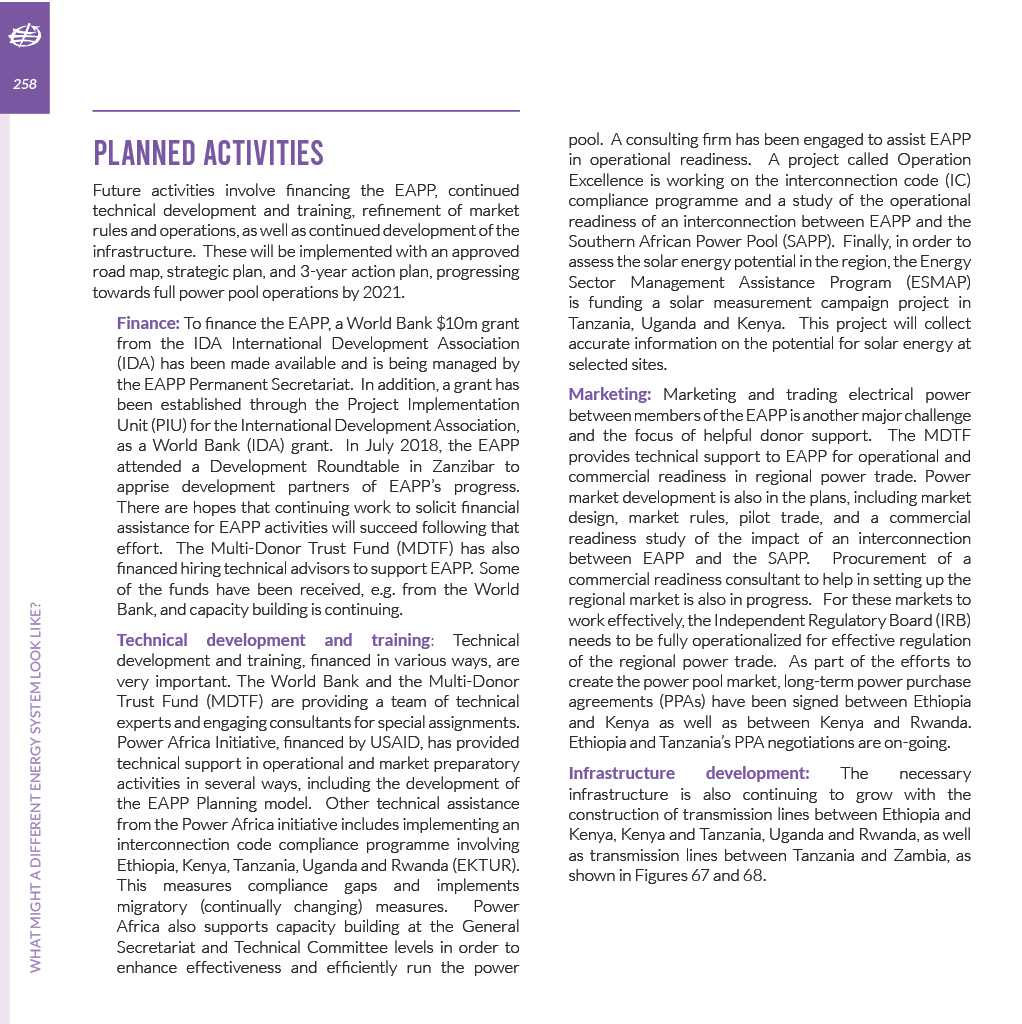 258
PLANNED ACTIVITIES
Future activities involve financing the EAPP, continued
technical development and training, refinement of market
rules and operations, as well as continued development of the
infrastructure. These will be implemented with an approved
road map, strategic plan, and 3-year action plan, progressing
towards full power pool operations by 2021.
Finance: To finance the EAPP, a World Bank $10m grant
from the IDA International Development Association
(IDA) has been made available and is being managed by
the EAPP Permanent Secretariat. In addition, a grant has
been established through the Project Implementation
Unit (PIU) for the International Development Association,
as a World Bank (IDA) grant. In July 2018, the EAPP
attended a Development Roundtable in Zanzibar to
apprise development partners of EAPP's progress.
There are hopes that continuing work to solicit financial
assistance for EAPP activities will succeed following that
effort. The Multi-Donor Trust Fund (MDTF) has also
financed hiring technical advisors to support EAPP. Some
of the funds have been received, e.g. from the World
Bank, and capacity building is continuing.
Technical development and training: Technical
development and training, financed in various ways, are
very important. The World Bank and the Multi-Donor
Trust Fund (MDTF) are providing a team of technical
experts and engaging consultants for special assignments.
Power Africa Initiative, financed by USAID, has provided
technical support in operational and market preparatory
activities in several ways, including the development of
the EAPP Planning model. Other technical assistance
from the Power Africa initiative includes implementing an
interconnection code compliance programme involving
Ethiopia, Kenya, Tanzania, Uganda and Rwanda (EKTUR).
This measures compliance gaps and implements
migratory (continually changing) measures. Power
Africa also supports capacity building at the General
Secretariat and Technical Committee levels in order to
enhance effectiveness and efficiently run the power
pool. A consulting firm has been engaged to assist EAPP
in operational readiness. A project called Operation
Excellence is working on the interconnection code (IC)
compliance programme and a study of the operational
readiness of an interconnection between EAPP and the
Southern African Power Pool (SAPP). Finally, in order to
assess the solar energy potential in the region, the Energy
Sector Management Assistance Program (ESMAP)
is funding a solar measurement campaign project in
Tanzania, Uganda and Kenya. This project will collect
accurate information on the potential for solar energy at
selected sites.
Marketing: Marketing and trading electrical power
between members of the EAPP is another major challenge
and the focus of helpful donor support. The MDTF
provides technical support to EAPP for operational and
commercial readiness in regional power trade. Power
market development is also in the plans, including market
design, market rules, pilot trade, and a commercial
readiness study of the impact of an interconnection
between EAPP and the SAPP. Procurement of a
commercial readiness consultant to help in setting up the
regional market is also in progress. For these markets to
work effectively, the Independent Regulatory Board (IRB)
needs to be fully operationalized for effective regulation
of the regional power trade. As part of the efforts to
create the power pool market, long-term power purchase
agreements (PPAs) have been signed between Ethiopia
and Kenya as well as between Kenya and Rwanda.
Ethiopia and Tanzania's PPA negotiations are on-going.
Infrastructure development: The necessary
infrastructure is also continuing to grow with the
construction of transmission lines between Ethiopia and
Kenya, Kenya and Tanzania, Uganda and Rwanda, as well
as transmission lines between Tanzania and Zambia, as
shown in Figures 67 and 68.
WHAT MIGHT A DIFFERENT ENERGY SYSTEM LOOK LIKE?